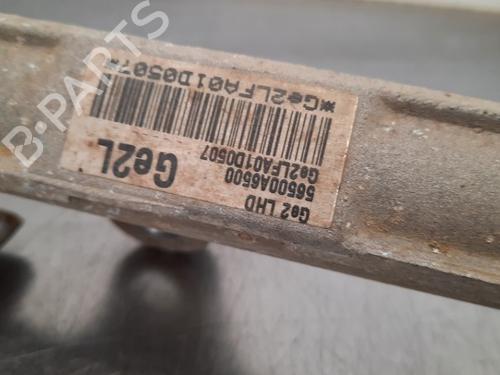 Ge2 LHD
56500A6500
Ge2LFA01D0507
Ge2L
*Ge2LFA01D0507*
B-PARTS